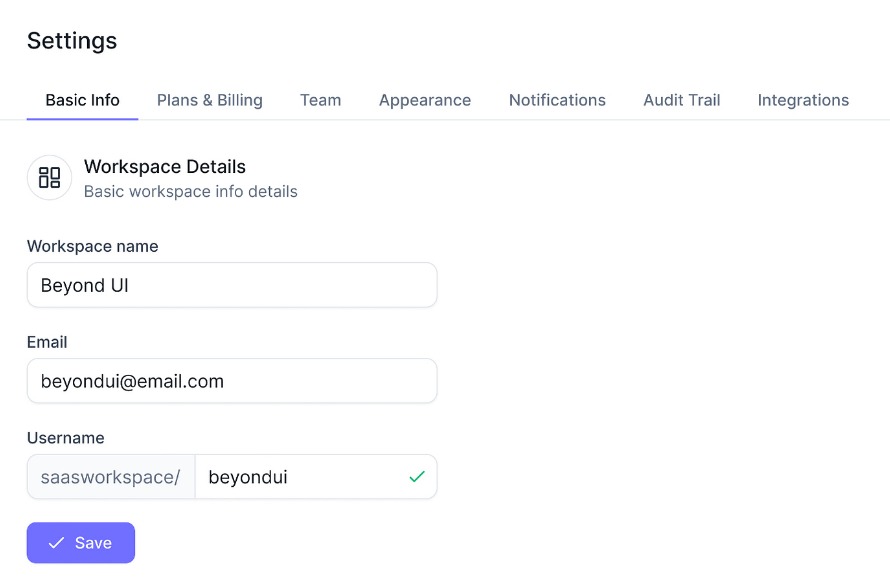 Settings
Basic Info Plans & Billing Team Appearance Notifications Audit Trail Integrations
Workspace Details
Basic workspace info details
Workspace name
Beyond UI
Email
beyondui@email.com
Username
saasworkspace/ beyondui
Save